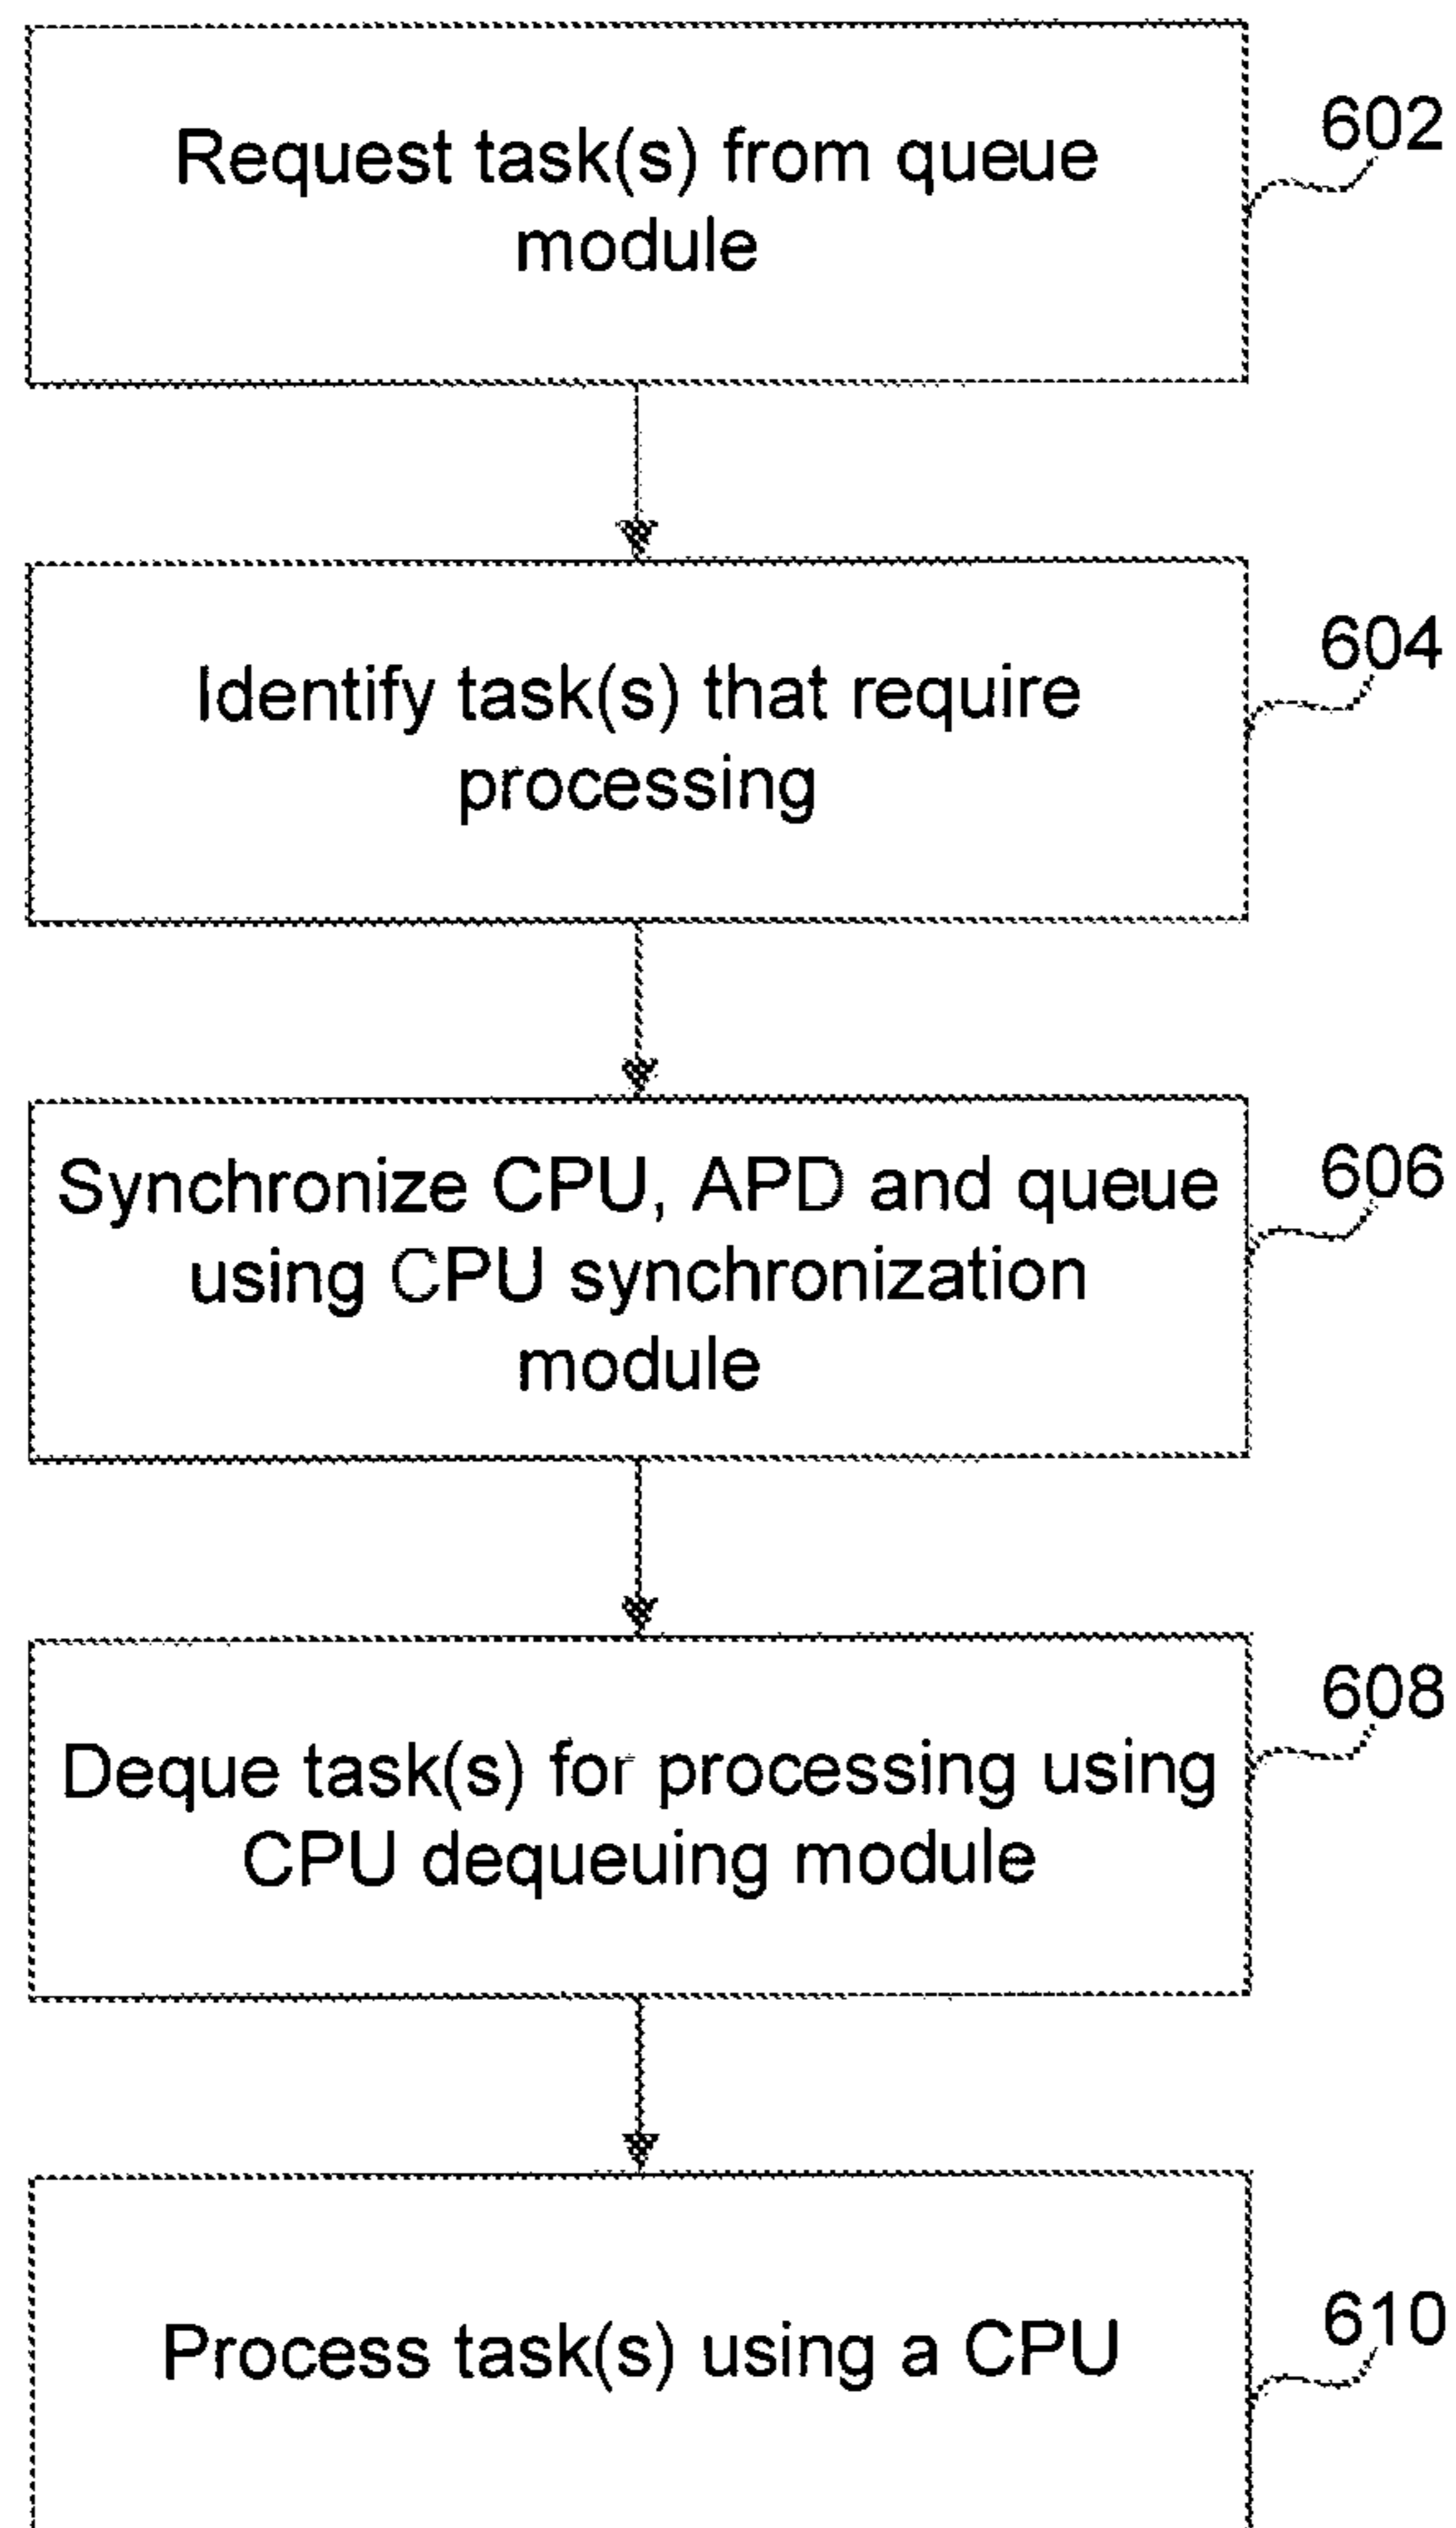 Request task(s) from queue
module
602
Identify task(s) that require
processing
604
Synchronize CPU, APD and queue
using CPU synchronization
module
606
Deque task(s) for processing using
CPU dequeuing module
608
Process task(s) using a CPU
610